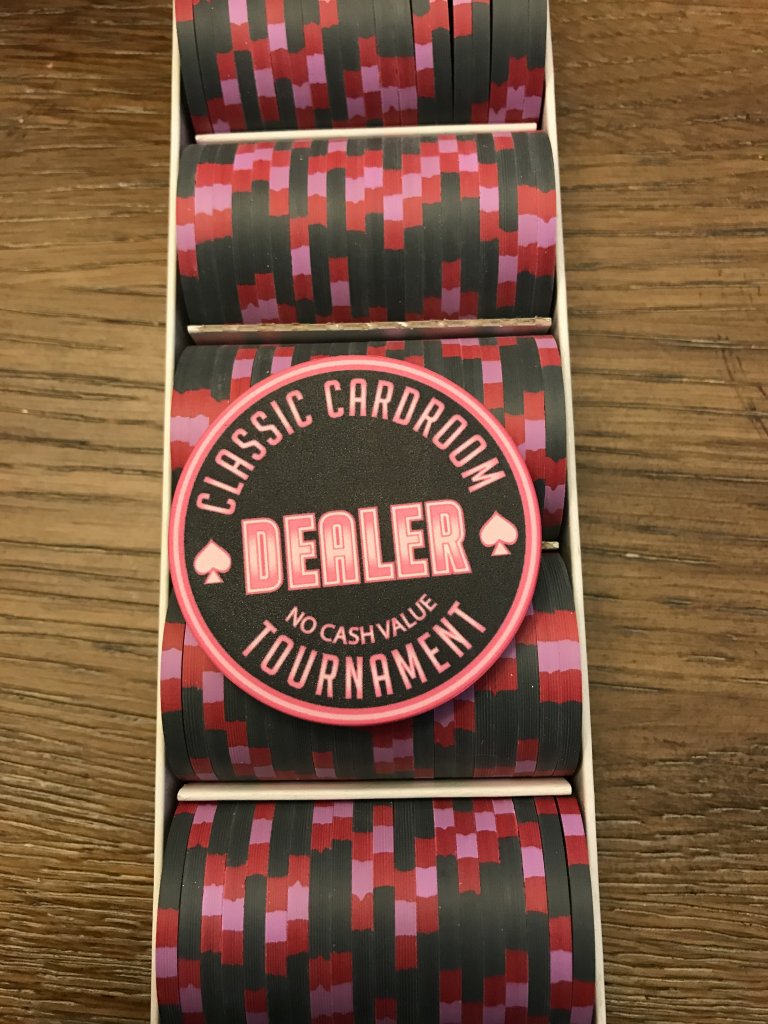 CLASSIC CARDROOM
DEALER
NO CASH VALUE
TOURNAMENT